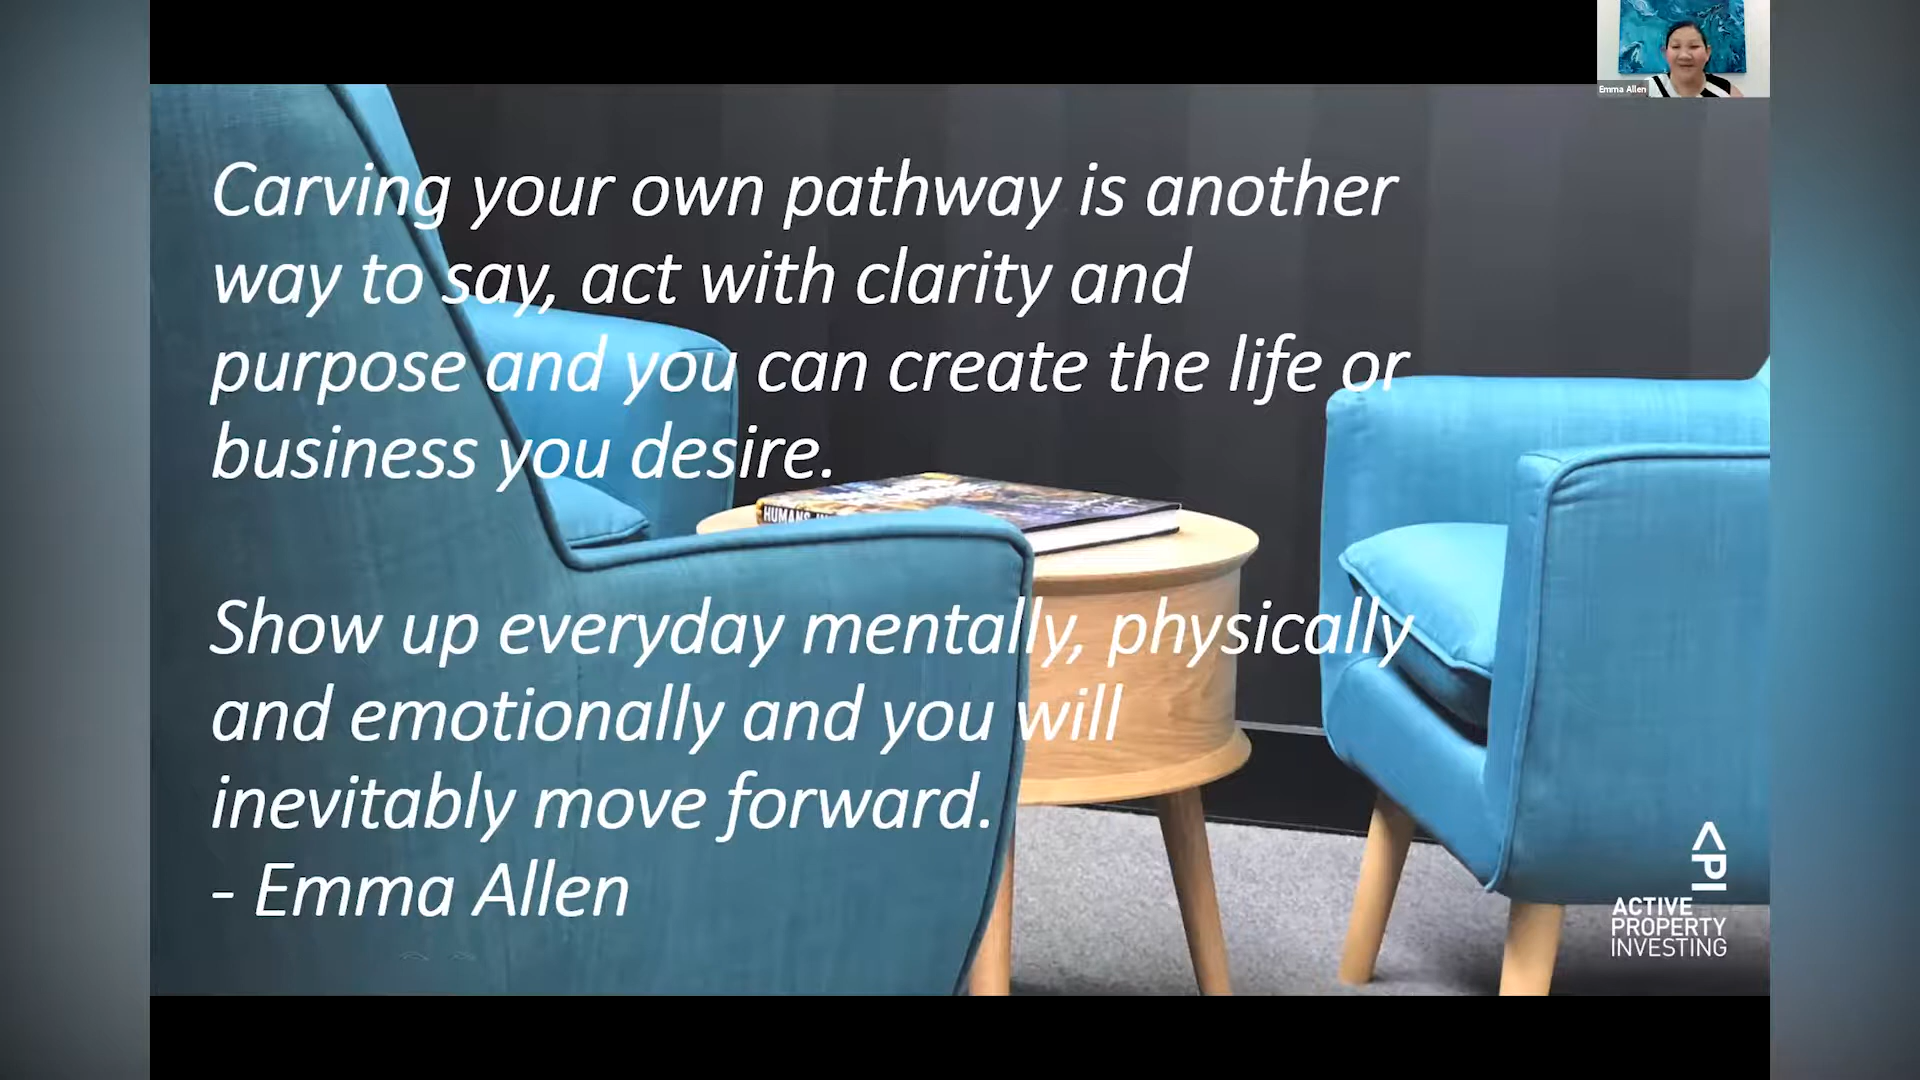 Emma Allen
Carving your own pathway is another
way to say, act with clarity and
purpose and you can create the life or
business you desire.
HUMANS
Show up everyday mentally, physically
and emotionally and you will
inevitably move forward.
- Emma Allen
API
ACTIVE
PROPERTY
INVESTING